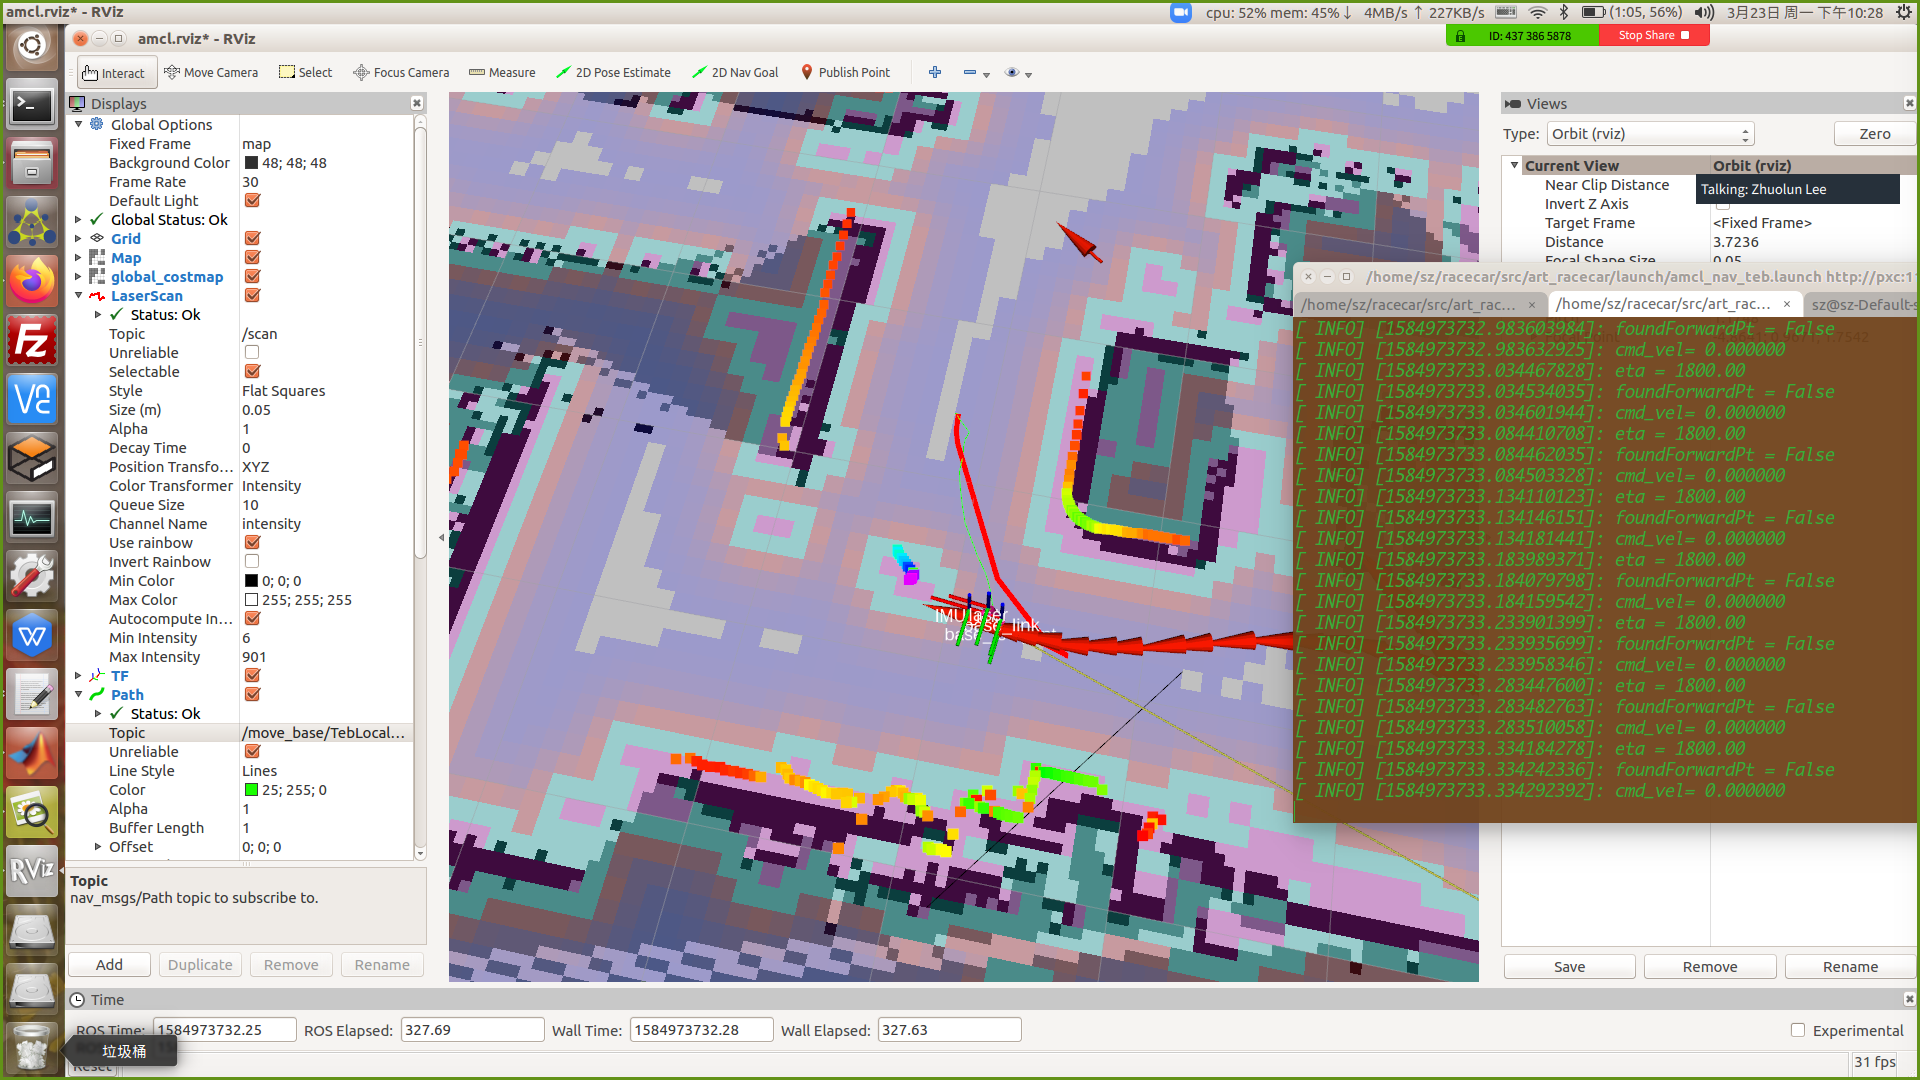 amcl.rviz* - RViz
cpu: 52% mem: 45%↓ 4MB/s ↑ 227KB/s
(1:05, 56%)
3月23日 周一 下午10:28
amcl.rviz* - RViz
ID: 437 386 5878
Stop Share
Interact
Move Camera
Select
Focus Camera
Measure
2D Pose Estimate
2D Nav Goal
Publish Point
Displays
Global Options
Fixed Frame map
Background Color 48; 48; 48
Frame Rate 30
Default Light
Global Status: Ok
Grid
Map
global_costmap
LaserScan
Status: Ok
Topic /scan
Unreliable
Selectable
Style Flat Squares
Size (m) 0.05
Alpha 1
Decay Time 0
Position Transfo... XYZ
Color Transformer Intensity
Queue Size 10
Channel Name intensity
Use rainbow
Invert Rainbow
Min Color 0; 0; 0
Max Color 255; 255; 255
Autocompute In...
Min Intensity 6
Max Intensity 901
TF
Path
Status: Ok
Topic /move_base/TebLocal...
Unreliable
Line Style Lines
Color 25; 255; 0
Alpha 1
Buffer Length 1
Offset 0; 0; 0
Topic
nav_msgs/Path topic to subscribe to.
Add
Duplicate
Remove
Rename
IMU
laser
Views
Type: Orbit (rviz)
Zero
Current View Orbit (rviz)
Near Clip Distance
Talking: Zhuolun Lee
Invert Z Axis
Target Frame <Fixed Frame>
Distance 3.7236
Focal Shape Size 0.05
/home/sz/racecar/src/art_racecar/launch/amcl_nav_teb.launch http://pxc:1
/home/sz/racecar/src/art_rac...
/home/sz/racecar/src/art_rac...
sz@sz-Default-s
[ INFO] [1584973732.983603984]: foundForwardPt = False
[ INFO] [1584973732.983632925]: cmd_vel= 0.000000
[ INFO] [1584973733.034467828]: eta = 1800.00
[ INFO] [1584973733.034534035]: foundForwardPt = False
[ INFO] [1584973733.034601944]: cmd_vel= 0.000000
[ INFO] [1584973733.084410708]: eta = 1800.00
[ INFO] [1584973733.084462035]: foundForwardPt = False
[ INFO] [1584973733.084503328]: cmd_vel= 0.000000
[ INFO] [1584973733.134110123]: eta = 1800.00
[ INFO] [1584973733.134146151]: foundForwardPt = False
[ INFO] [1584973733.134181441]: cmd_vel= 0.000000
[ INFO] [1584973733.183989371]: eta = 1800.00
[ INFO] [1584973733.184079798]: foundForwardPt = False
[ INFO] [1584973733.184159542]: cmd_vel= 0.000000
[ INFO] [1584973733.233901399]: eta = 1800.00
[ INFO] [1584973733.233935699]: foundForwardPt = False
[ INFO] [1584973733.233958346]: cmd_vel= 0.000000
[ INFO] [1584973733.283447600]: eta = 1800.00
[ INFO] [1584973733.283482763]: foundForwardPt = False
[ INFO] [1584973733.283510058]: cmd_vel= 0.000000
[ INFO] [1584973733.334184278]: eta = 1800.00
[ INFO] [1584973733.334242336]: foundForwardPt = False
[ INFO] [1584973733.334292392]: cmd_vel= 0.000000
Save
Remove
Rename
Time
ROS Time: 1584973732.25
ROS Elapsed: 327.69
Wall Time: 1584973732.28
Wall Elapsed: 327.63
Experimental
垃圾桶
Reset
31 fps